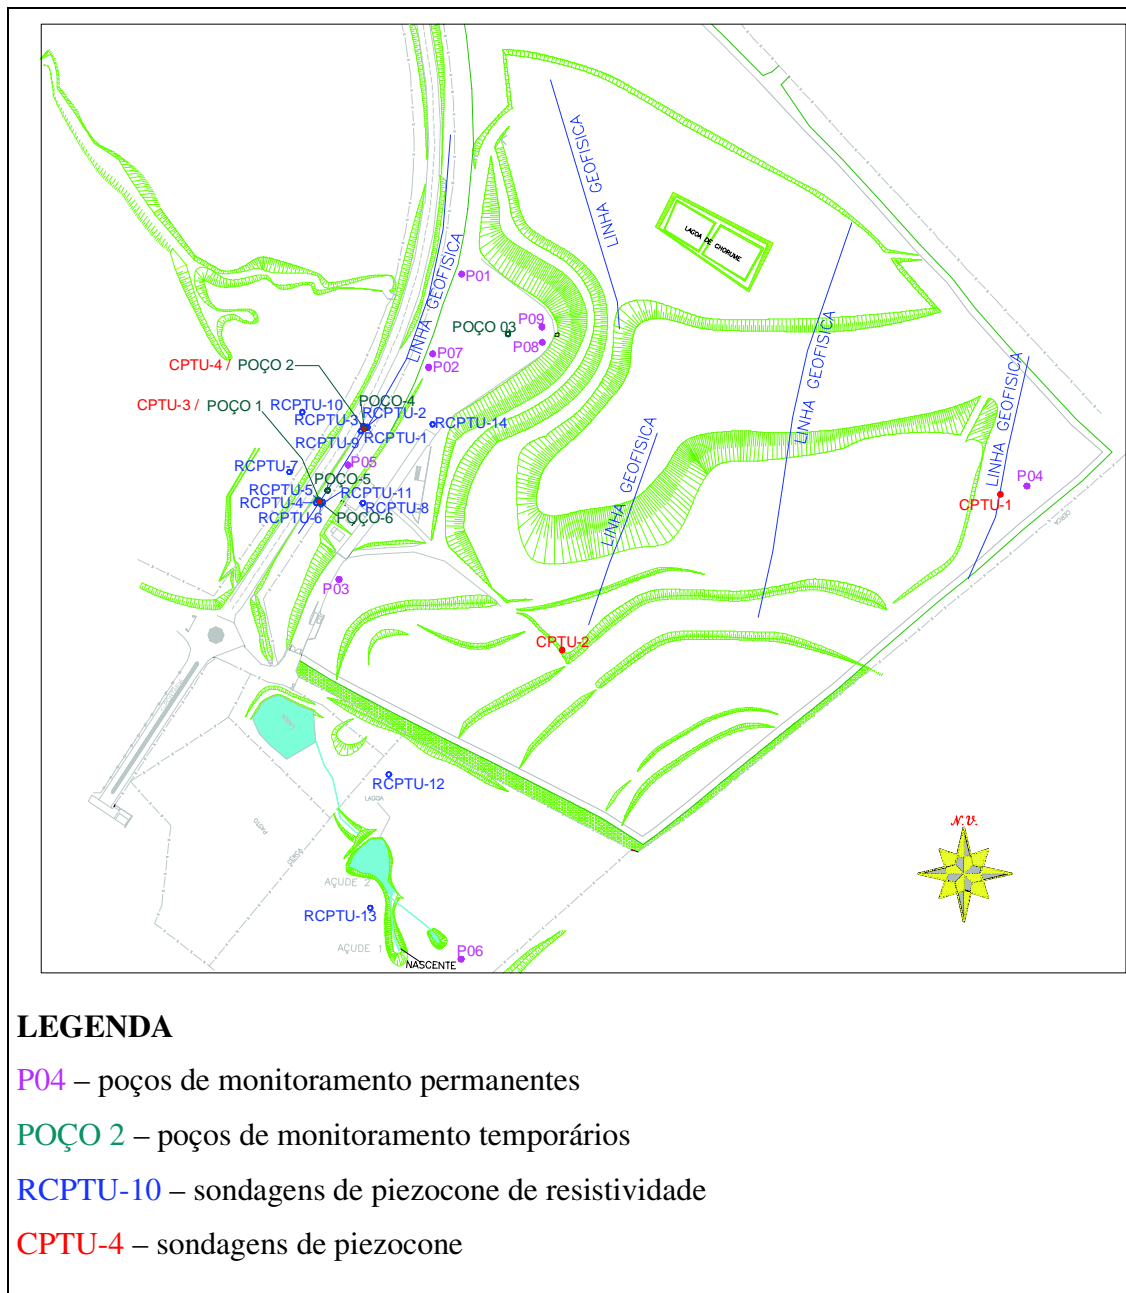 LINHA GEOFISICA
LINHA GEOFISICA
LAGOA DE CHORUME
LINHA GEOFISICA
P01
P09
POÇO 03
P08
P07
P02
CPTU-4 / POÇO 2
LINHA GEOFISICA
LINHA GEOFISICA
CPTU-3 / POÇO 1
RCPTU-10
POÇO-4
RCPTU-2
RCPTU-3
RCPTU-14
RCPTU-9
RCPTU-1
LINHA GEOFISICA
P05
RCPTU-7
POÇO-5
RCPTU-5
RCPTU-11
RCPTU-4
RCPTU-8
RCPTU-6
POÇO-6
P04
CPTU-1
CERCA
P03
CPTU-2
RCPTU-12
LAGOA
PASTO
N.V.
AÇUDE 2
RCPTU-13
AÇUDE 1
P06
NASCENTE
LEGENDA
P04 – poços de monitoramento permanentes
POÇO 2 – poços de monitoramento temporários
RCPTU-10 – sondagens de piezocone de resistividade
CPTU-4 – sondagens de piezocone